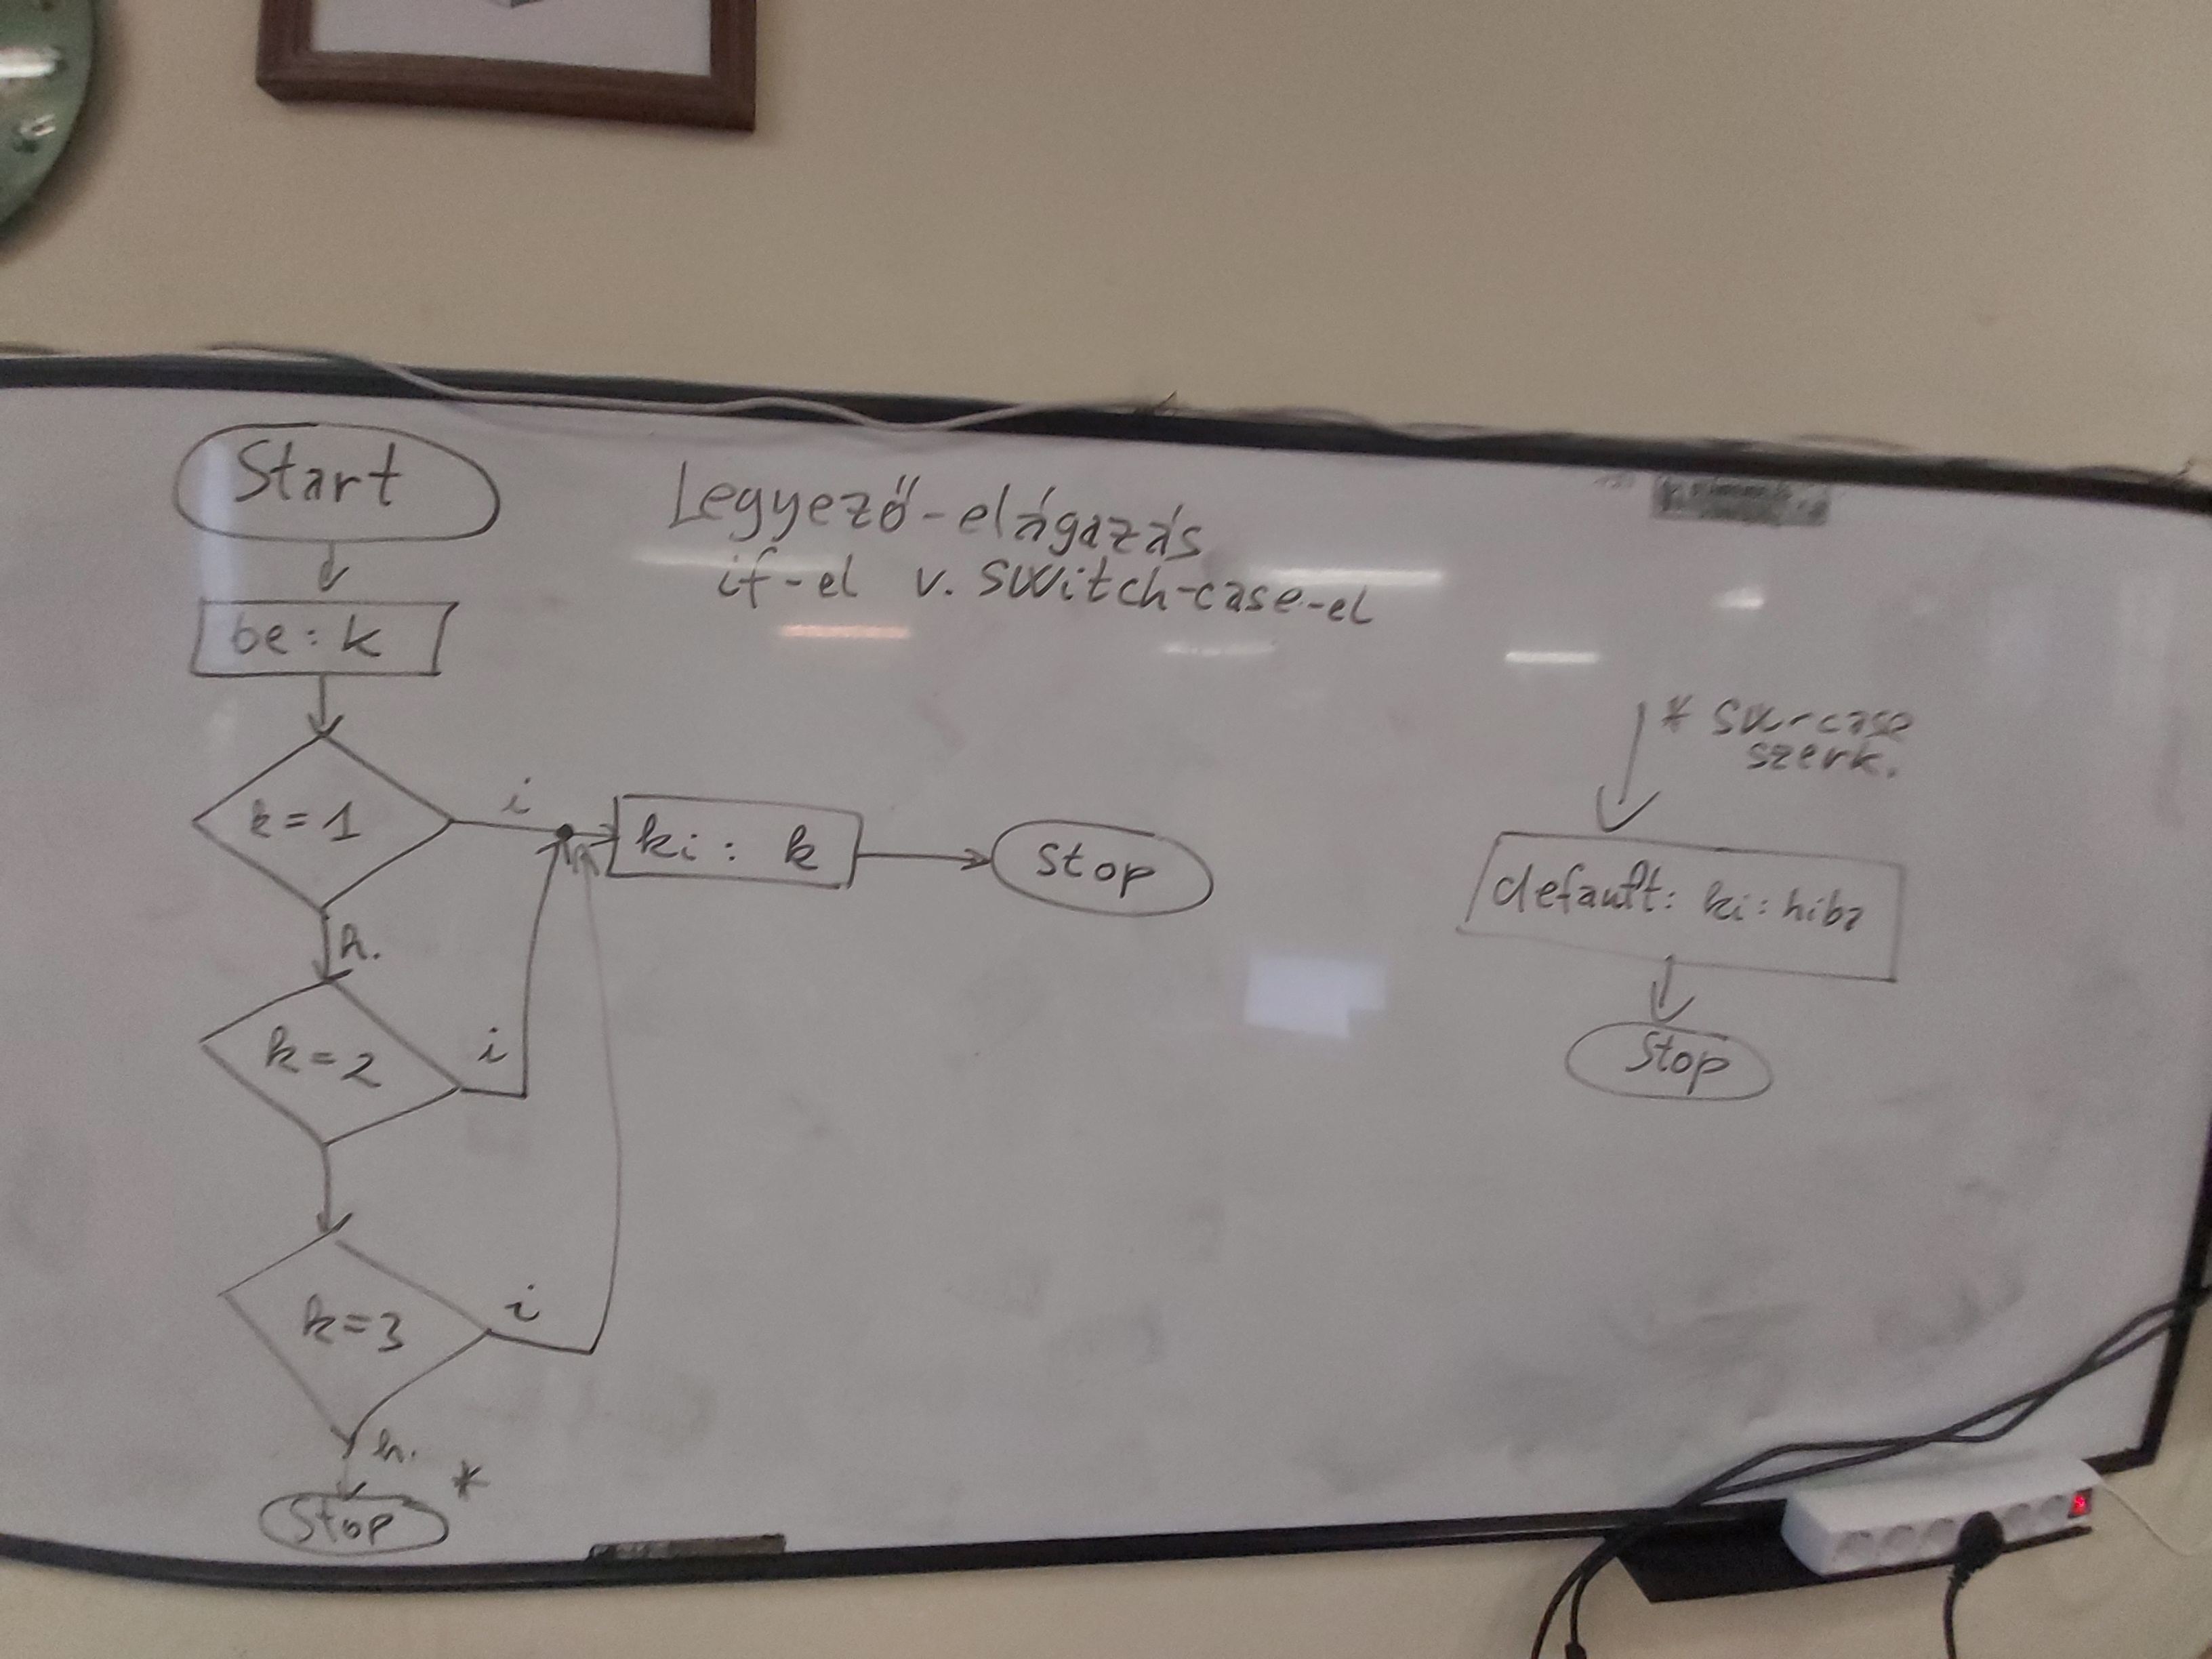 Start
Legyező-elágazás
if-el v. switch-case-el
be: k
* sw-case
szerk.
k=1
i
ki: k
stop
default: ki: hiba
h.
k=2
i
Stop
k=3
i
h.
*
Stop